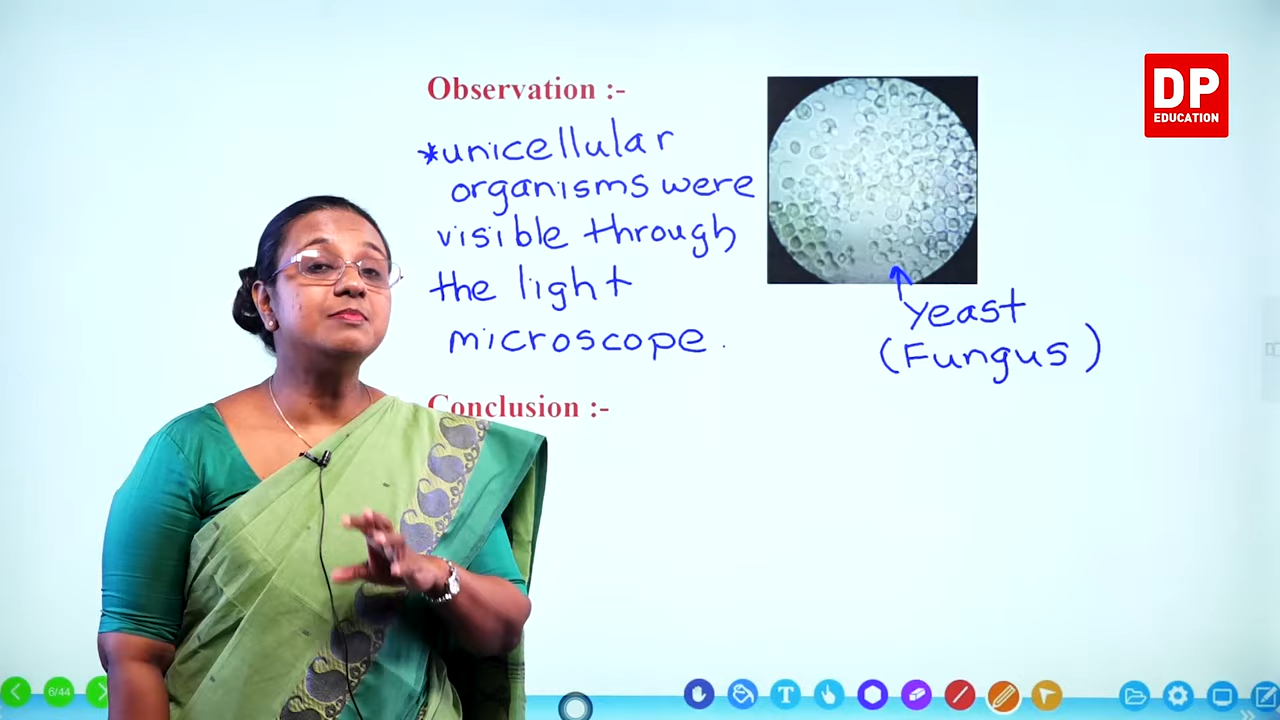 Observation :-
*unicellular
organisms were
visible through
the light
microscope.
Yeast
(Fungus)
Conclusion :-
DP
EDUCATION
6/44
T